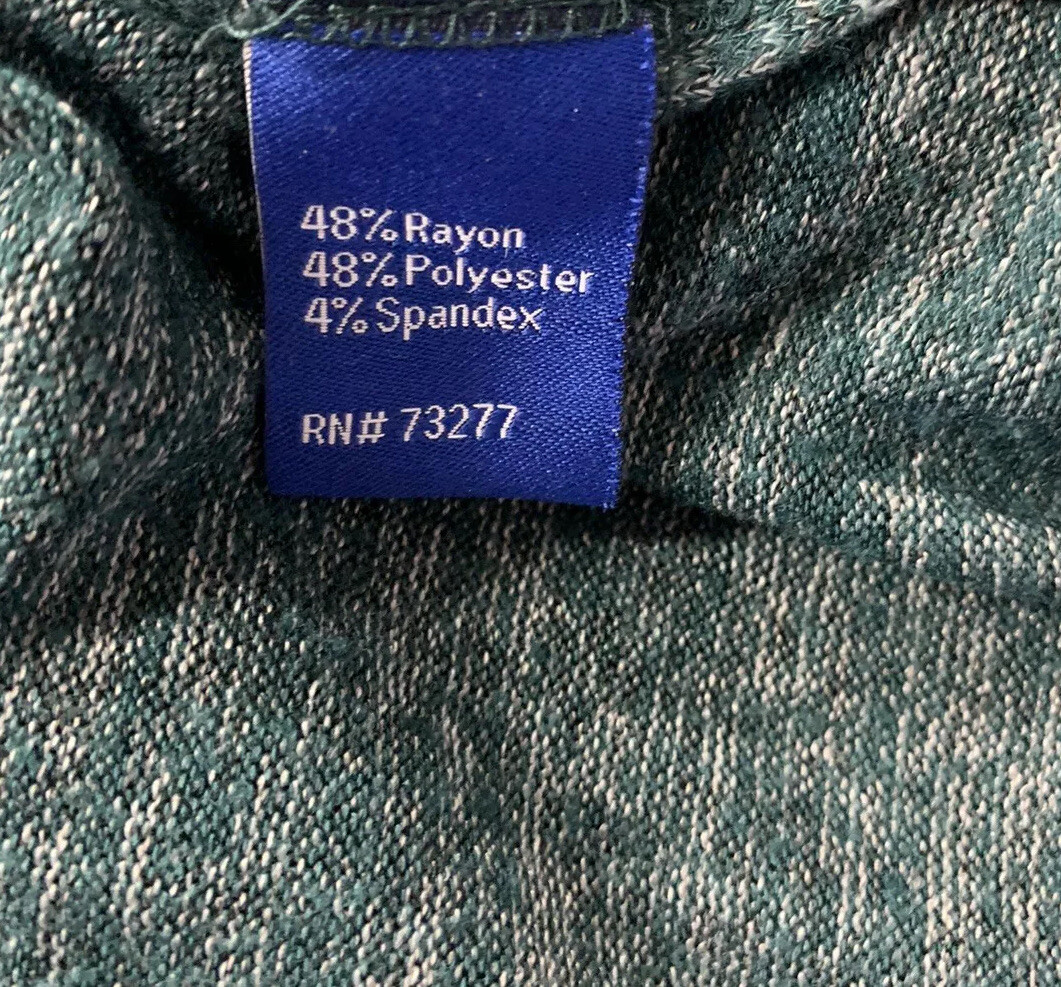 48% Rayon
48% Polyester
4% Spandex
RN# 73277